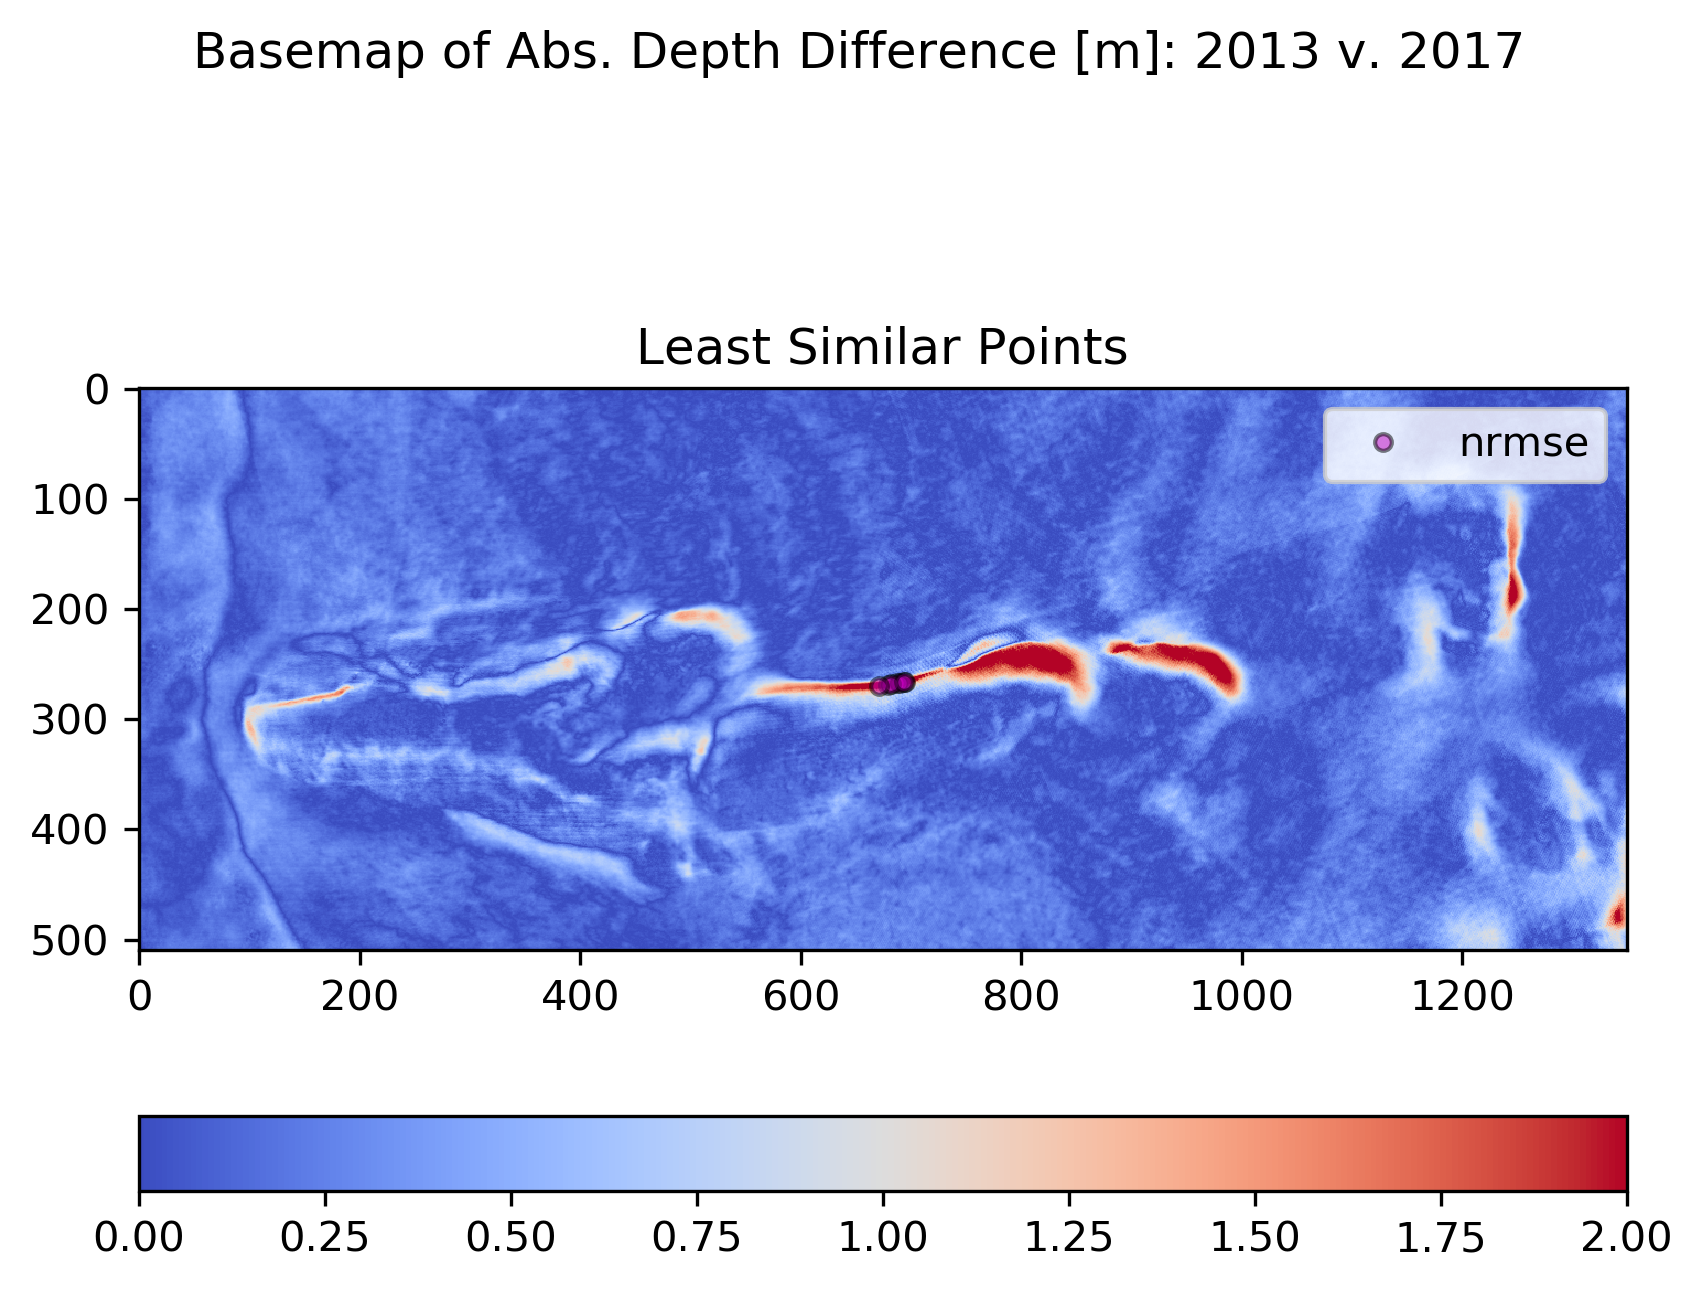 Basemap of Abs. Depth Difference [m]: 2013 v. 2017
Least Similar Points
nrmse
0
100
200
300
400
500
0 200 400 600 800 1000 1200
0.00 0.25 0.50 0.75 1.00 1.25 1.50 1.75 2.00